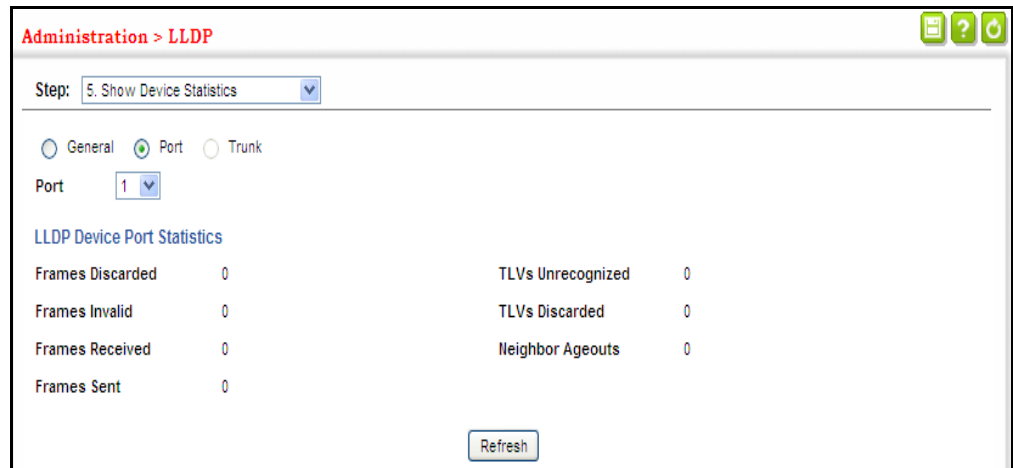 Administration > LLDP
Step: 5. Show Device Statistics
General Port Trunk
Port 1
LLDP Device Port Statistics
Frames Discarded 0 TLVs Unrecognized 0
Frames Invalid 0 TLVs Discarded 0
Frames Received 0 Neighbor Ageouts 0
Frames Sent 0
Refresh